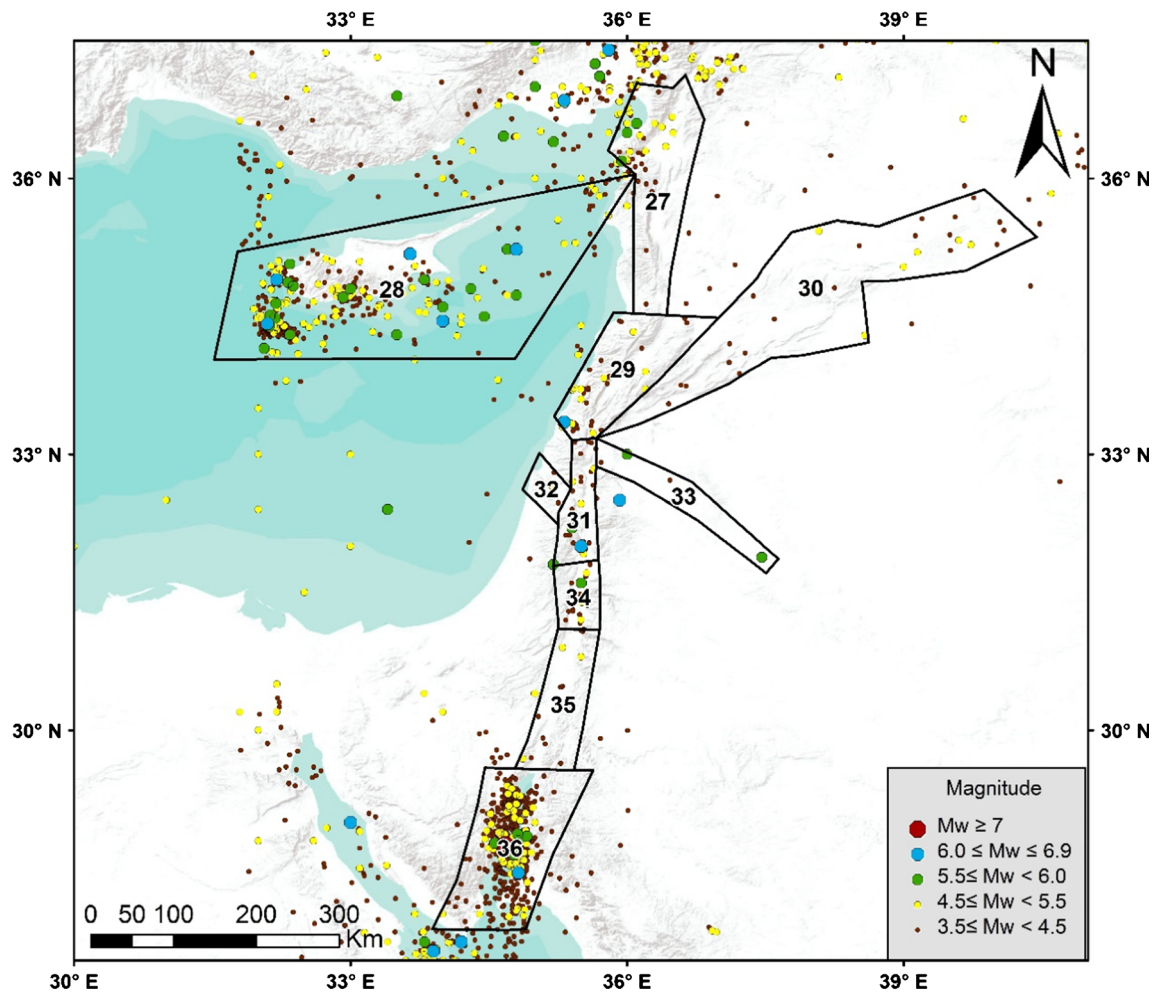 33° E 36° E 39° E
N
36° N 36° N
27
28
30
29
33° N 33° N
32
33
31
34
35
30° N 30° N
36
Magnitude
Mw ≥ 7
6.0 ≤ Mw ≤ 6.9
5.5≤ Mw < 6.0
4.5≤ Mw < 5.5
3.5≤ Mw < 4.5
0 50 100 200 300
Km
30° E 33° E 36° E 39° E